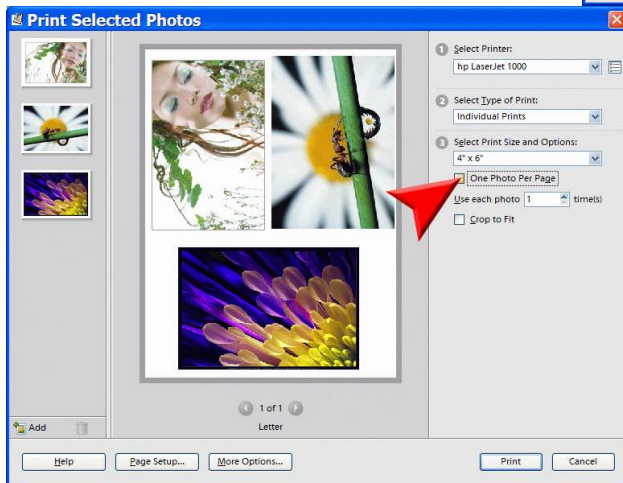 Print Selected Photos
1 Select Printer:
hp LaserJet 1000
2 Select Type of Print:
Individual Prints
3 Select Print Size and Options:
4" x 6"
One Photo Per Page
Use each photo 1 time(s)
Crop to Fit
1 of 1
Letter
Add
Help
Page Setup...
More Options...
Print
Cancel